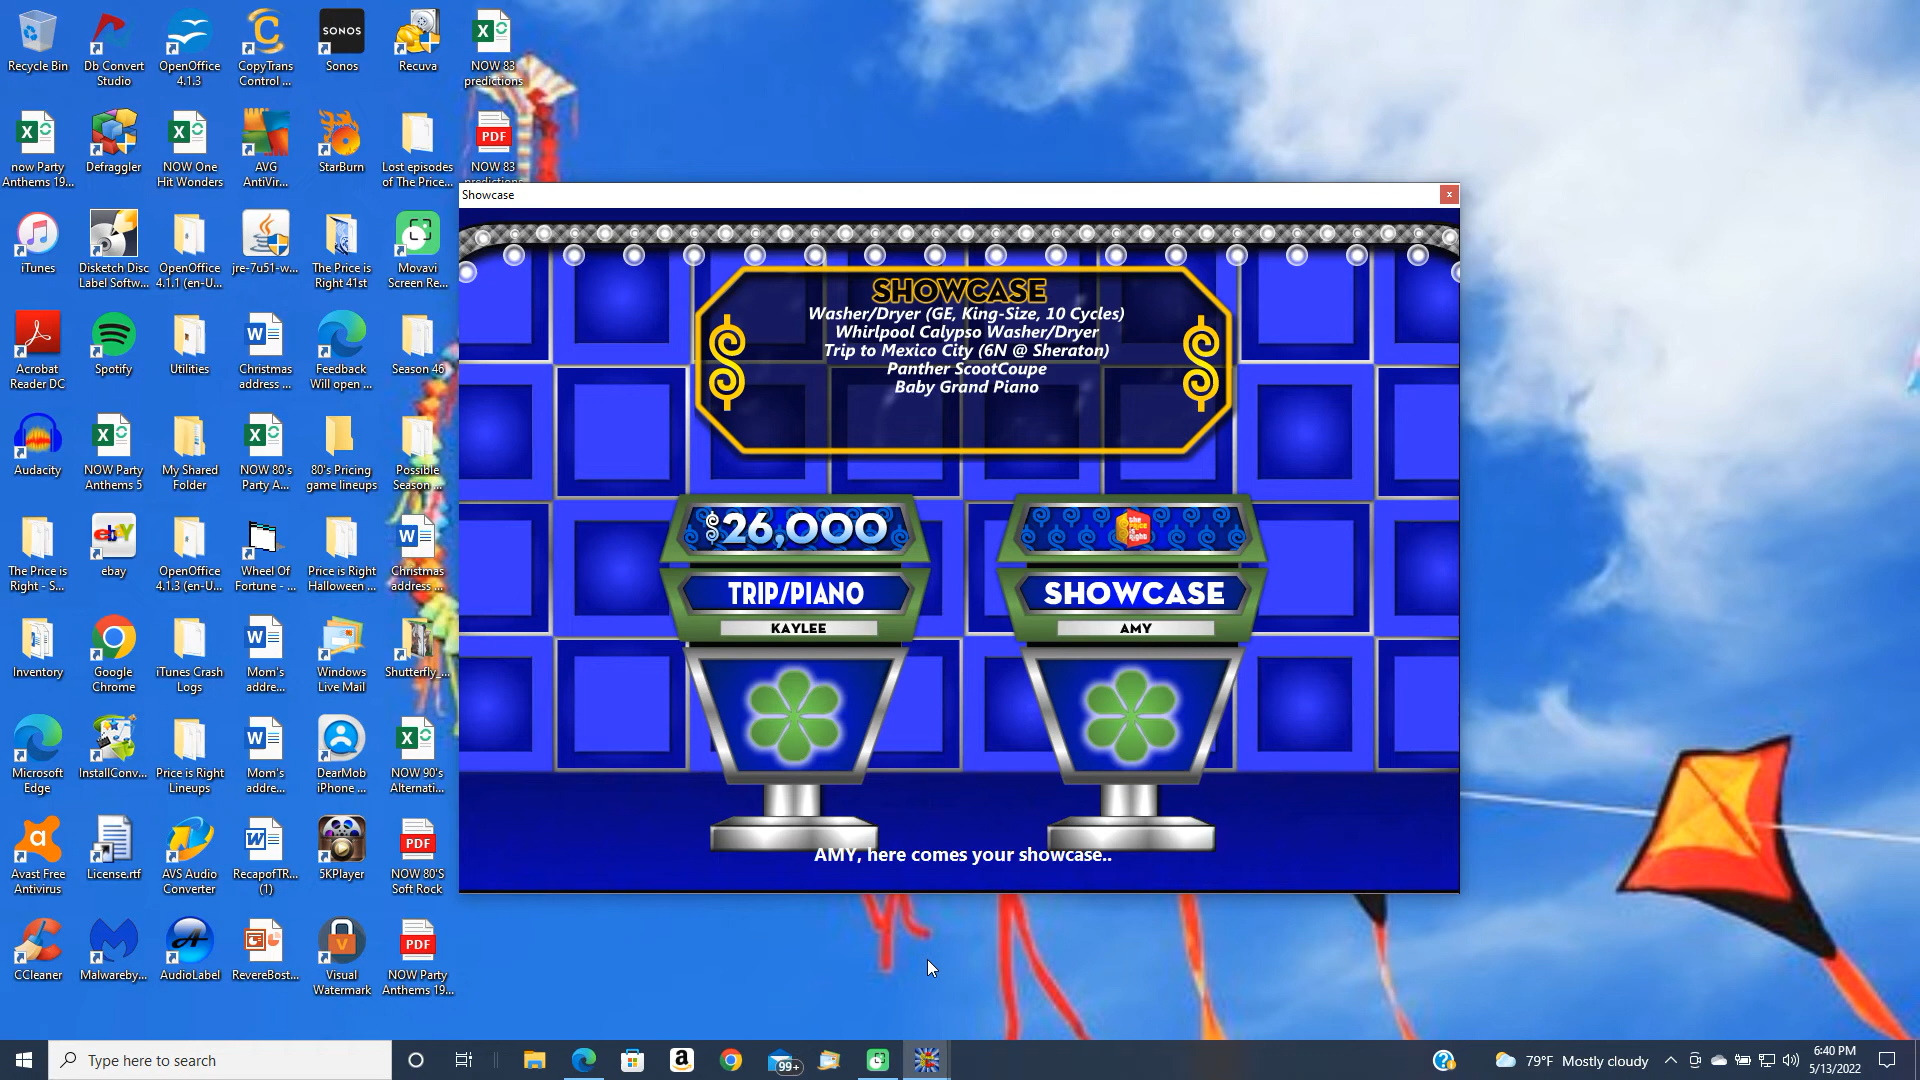 Recycle Bin
Db Convert
Studio
OpenOffice
4.1.3
CopyTrans
Control ...
SONOS
Sonos
Recuva
NOW 83
predictions
now Party
Anthems 19...
Defraggler
NOW One
Hit Wonders
AVG
AntiVir...
StarBurn
Lost episodes
of The Price...
PDF
NOW 83
predictions
iTunes
Disketch Disc
Label Softw...
OpenOffice
4.1.1 (en-U...
jre-7u51-w...
The Price is
Right 41st
Movavi
Screen Re...
Acrobat
Reader DC
Spotify
Utilities
Christmas
address ...
Feedback
Will open ...
Season 46
Audacity
NOW Party
Anthems 5
My Shared
Folder
NOW 80's
Party A...
80's Pricing
game lineups
Possible
Season ...
The Price is
Right - S...
ebay
ebay
OpenOffice
4.1.3 (en-U...
Wheel Of
Fortune - ...
Price is Right
Halloween ...
Christmas
address ...
Inventory
Google
Chrome
iTunes Crash
Logs
Mom's
addre...
Windows
Live Mail
Shutterfly_...
Microsoft
Edge
InstallConv...
Price is Right
Lineups
Mom's
addre...
DearMob
iPhone ...
NOW 90's
Alternati...
Avast Free
Antivirus
License.rtf
AVS Audio
Converter
RecapofTR...
(1)
5KPlayer
PDF
NOW 80'S
Soft Rock
CCleaner
Malwareby...
AudioLabel
RevereBost...
Visual
Watermark
PDF
NOW Party
Anthems 19...
Showcase
SHOWCASE
Washer/Dryer (GE, King-Size, 10 Cycles)
Whirlpool Calypso Washer/Dryer
Trip to Mexico City (6N @ Sheraton)
Panther ScootCoupe
Baby Grand Piano
$26,000
TRIP/PIANO
KAYLEE
the Price is Right
SHOWCASE
AMY
AMY, here comes your showcase..
Type here to search
99+
79°F Mostly cloudy
6:40 PM
5/13/2022